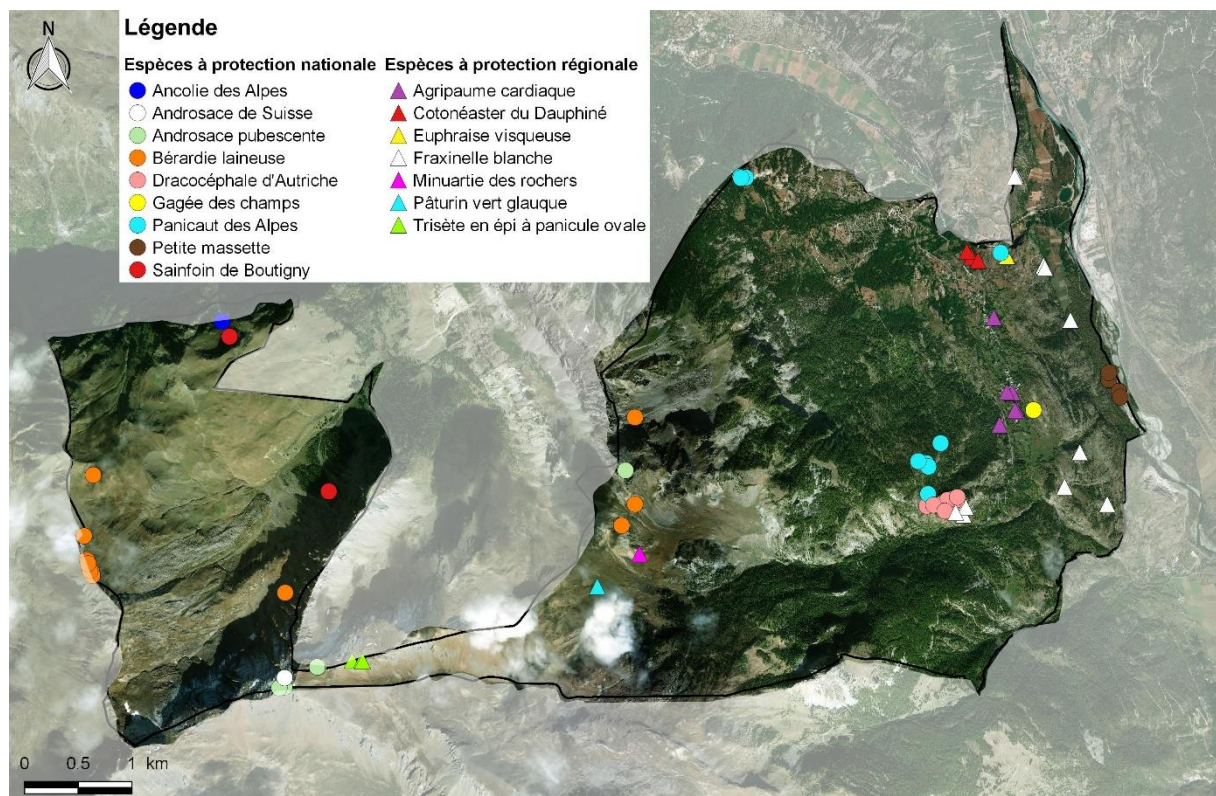 N
Légende
Espèces à protection nationale
Ancolie des Alpes
Androsace de Suisse
Androsace pubescente
Bérardie laineuse
Dracocéphale d'Autriche
Gagée des champs
Panicaut des Alpes
Petite massette
Sainfoin de Boutigny
Espèces à protection régionale
Agripaume cardiaque
Cotonéaster du Dauphiné
Euphraise visqueuse
Fraxinelle blanche
Minuartie des rochers
Pâturin vert glauque
Trisète en épi à panicule ovale
0 0.5 1 km